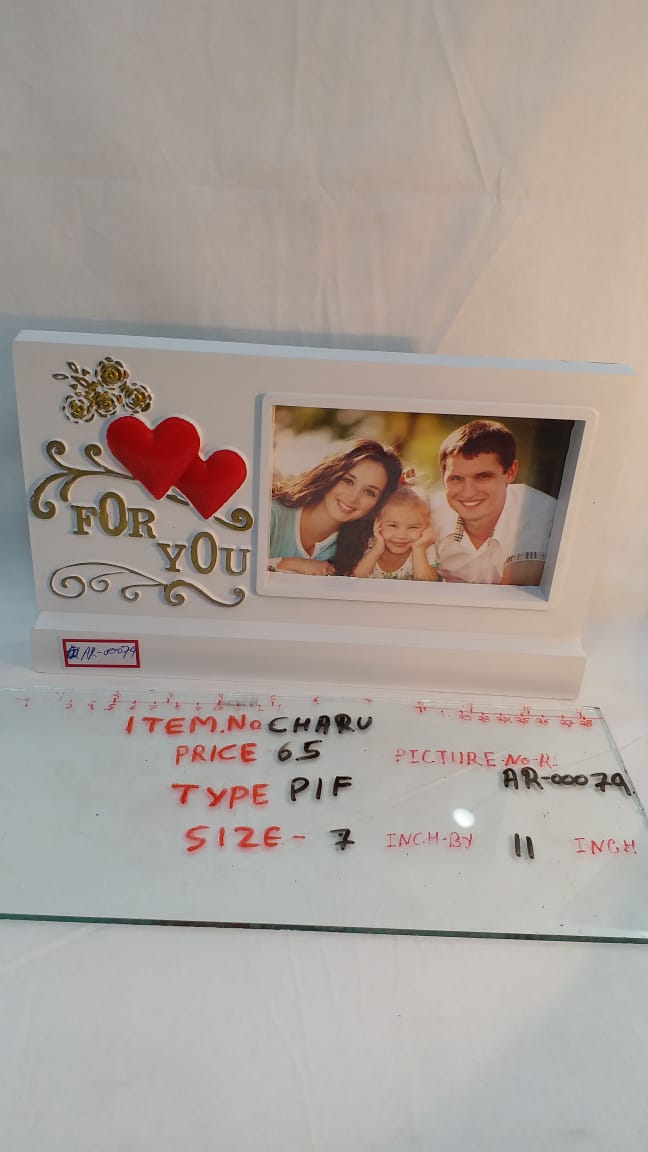 FOR
YOU
AR-00079
ITEM.No CHARU
PRICE 65
PICTURE-No-R!
AR-00079.
TYPE PIF
SIZE- 7 INCH-BY 11 INCH